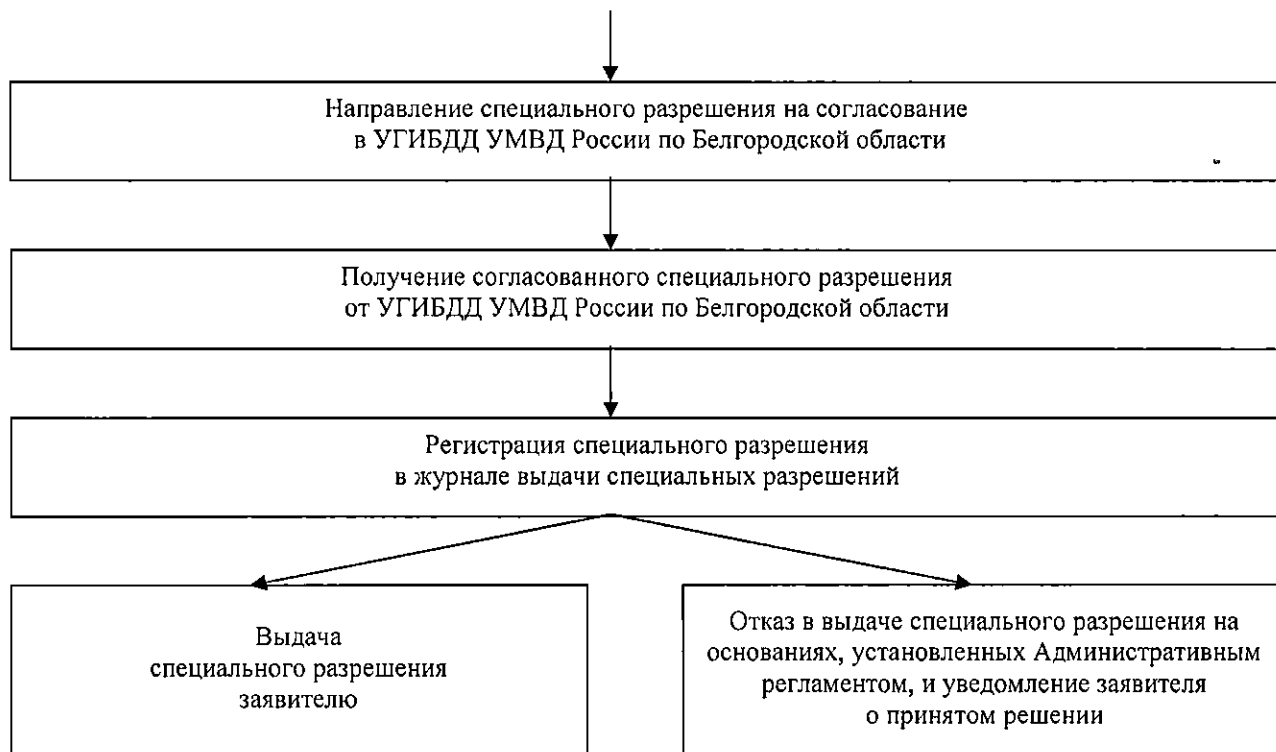 Направление специального разрешения на согласование
в УГИБДД УМВД России по Белгородской области
Получение согласованного специального разрешения
от УГИБДД УМВД России по Белгородской области
Регистрация специального разрешения
в журнале выдачи специальных разрешений
Выдача
специального разрешения
заявителю
Отказ в выдаче специального разрешения на
основаниях, установленных Административным
регламентом, и уведомление заявителя
о принятом решении